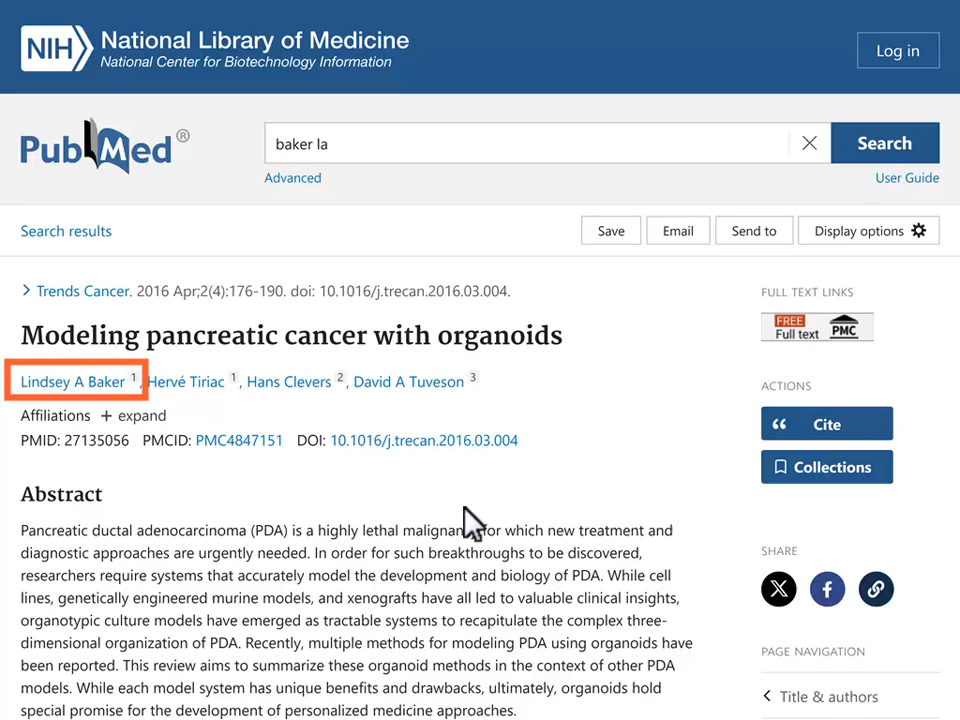 NIH National Library of Medicine
National Center for Biotechnology Information
Log in
PubMed®
baker la
Search
Advanced
User Guide
Search results
Save
Email
Send to
Display options
Trends Cancer. 2016 Apr;2(4):176-190. doi: 10.1016/j.trecan.2016.03.004.
Modeling pancreatic cancer with organoids
Lindsey A Baker 1, Hervé Tiriac 1, Hans Clevers 2, David A Tuveson 3
Affiliations + expand
PMID: 27135056 PMCID: PMC4847151 DOI: 10.1016/j.trecan.2016.03.004
Abstract
Pancreatic ductal adenocarcinoma (PDA) is a highly lethal malignan for which new treatment and
diagnostic approaches are urgently needed. In order for such breakthroughs to be discovered,
researchers require systems that accurately model the development and biology of PDA. While cell
lines, genetically engineered murine models, and xenografts have all led to valuable clinical insights,
organotypic culture models have emerged as tractable systems to recapitulate the complex three-
dimensional organization of PDA. Recently, multiple methods for modeling PDA using organoids have
been reported. This review aims to summarize these organoid methods in the context of other PDA
models. While each model system has unique benefits and drawbacks, ultimately, organoids hold
special promise for the development of personalized medicine approaches.
FULL TEXT LINKS
FREE
Full text PMC
ACTIONS
Cite
Collections
SHARE
PAGE NAVIGATION
Title & authors